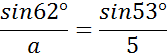 sin62° / a = sin53° / 5